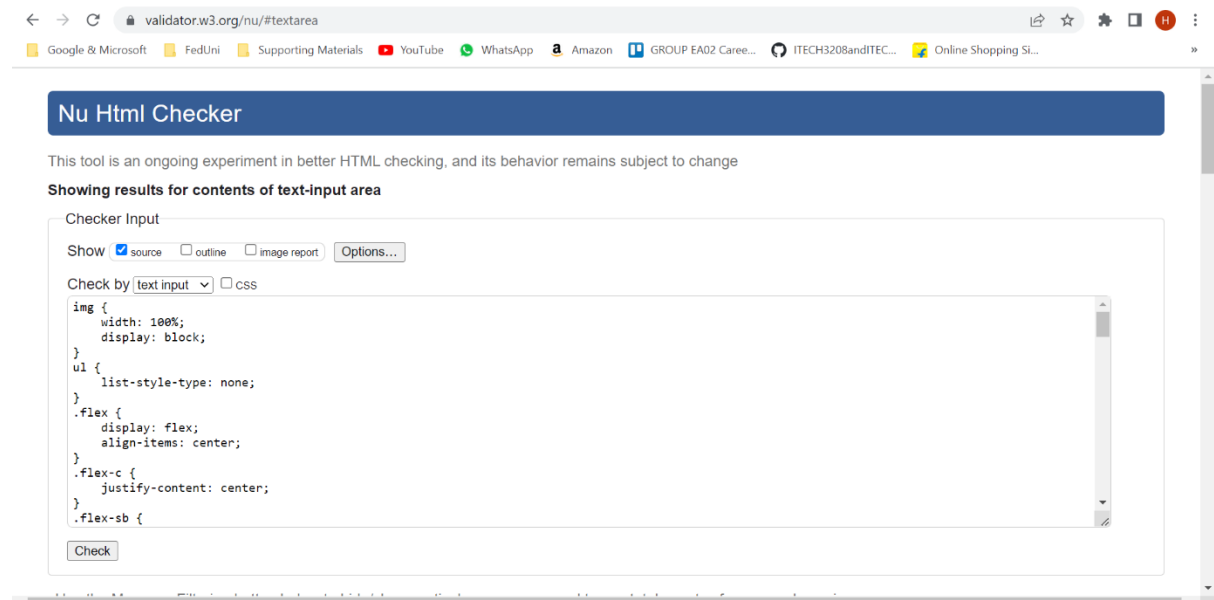 validator.w3.org/nu/#textarea
H
Google & Microsoft FedUni Supporting Materials YouTube WhatsApp a Amazon GROUP EA02 Caree... ITECH3208andITEC... Online Shopping Si... »
Nu Html Checker
This tool is an ongoing experiment in better HTML checking, and its behavior remains subject to change
Showing results for contents of text-input area
Checker Input
Show source outline image report Options...
Check by text input css
img {
    width: 100%;
    display: block;
}
ul {
    list-style-type: none;
}
.flex {
    display: flex;
    align-items: center;
}
.flex-c {
    justify-content: center;
}
.flex-sb {
Check